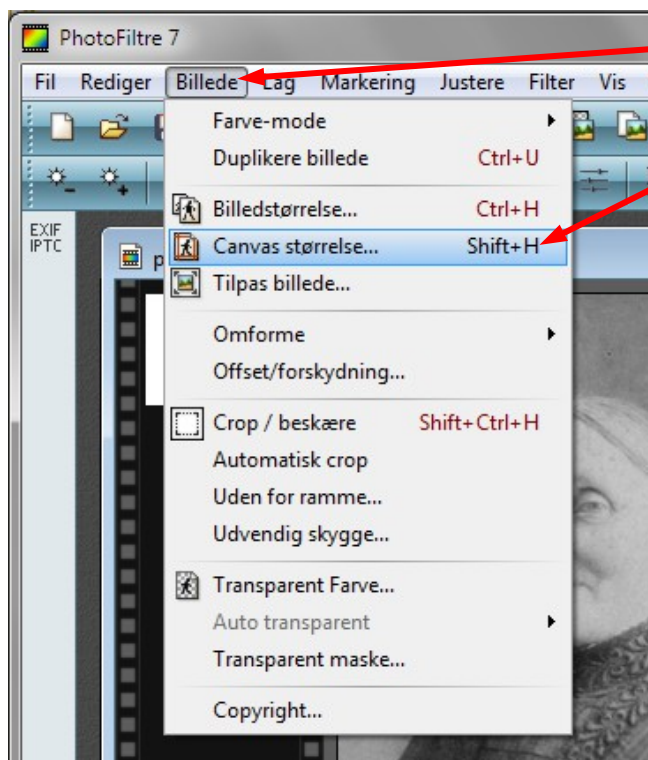 PhotoFiltre 7
Fil Rediger Billede Lag Markering Justere Filter Vis
Farve-mode
Duplikere billede Ctrl+U
Billedstørrelse... Ctrl+H
EXIF
IPTC
Canvas størrelse... Shift+H
Tilpas billede...
Omforme
Offset/forskydning...
Crop / beskære Shift+Ctrl+H
Automatisk crop
Uden for ramme...
Udvendig skygge...
Transparent Farve...
Auto transparent
Transparent maske...
Copyright...